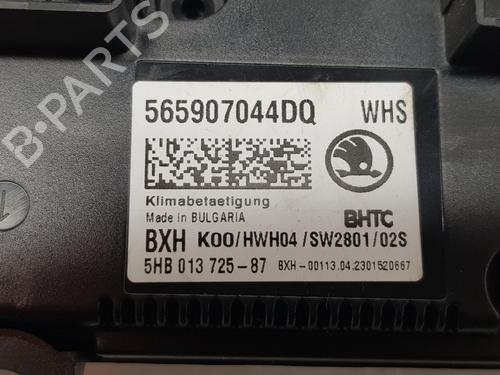 565907044DQ WHS
Klimabetaetigung
Made in BULGARIA
BHTC
BXH K00/HWH04/SW2801/02S
5HB 013 725-87 BXH-00113.04.2301520667
B-PARTS